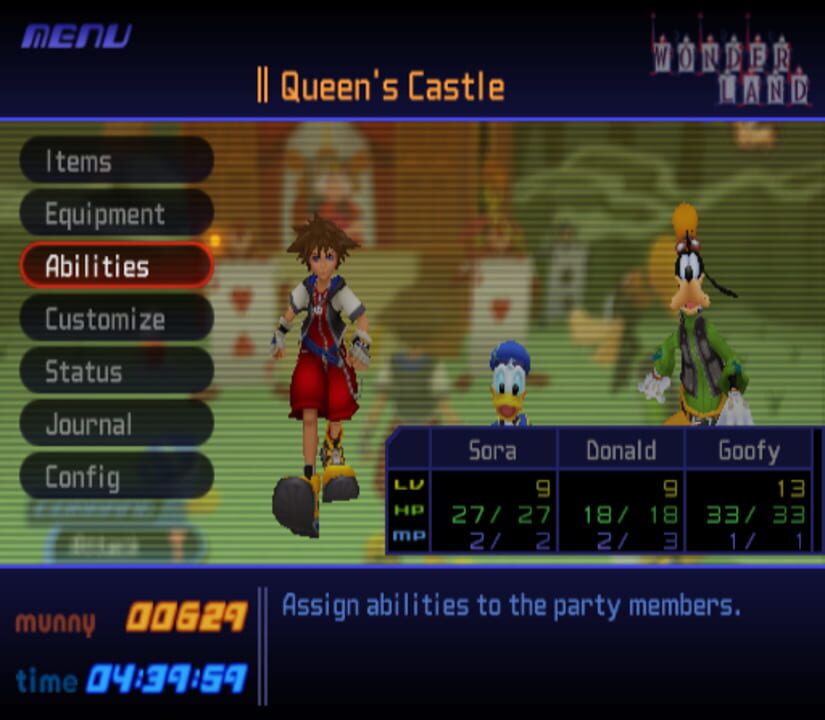 MENU
WONDER
LAND
Queen's Castle
Items
Equipment
Abilities
Customize
Status
Journal
Config
Attack
Sora Donald Goofy
LV 9 9 13
HP 27/ 27 18/ 18 33/ 33
MP 2/ 2 2/ 3 1/ 1
munny 00629
time 04:39:59
Assign abilities to the party members.